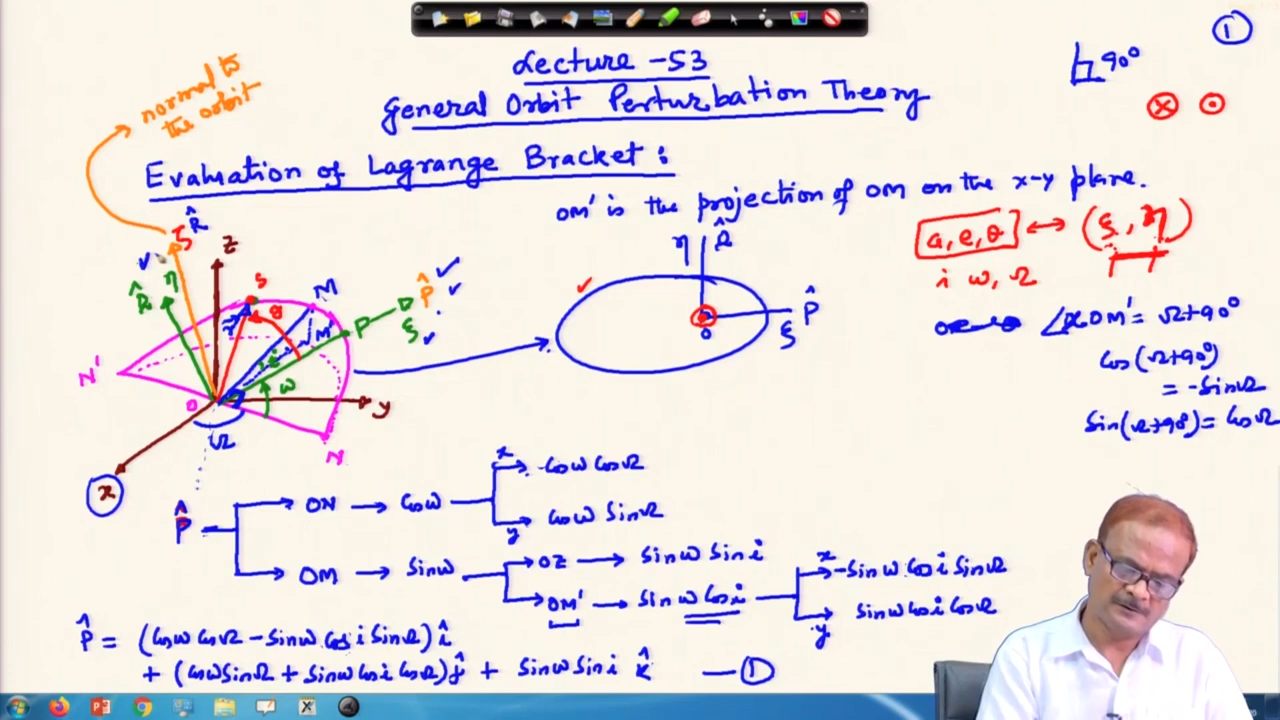 ①
Lecture -53
General Orbit Perturbation Theory
90°
normal to
the orbit
⊗ ⊙
Evaluation of Lagrange Bracket:
OM' is the projection of OM on the x-y plane.
a, e, θ ↔ (ξ, η)
i ω, Ω
ζ R̂
z
η
R̂
S
M
θ
M'
P
P̂
ξ
N'
i
ω
O
y
Ω
N
x
η R̂
P̂
ξ
O
∠xOM' = Ω+90°
Cos(Ω+90°)
= -SinΩ
Sin(Ω+90) = CosΩ
P̂ → ON → Cosω → x → Cosω CosΩ
y → Cosω SinΩ
→ OM → Sinω → OZ → Sinω Sin i
→ OM' → Sinω Cos i → x → -Sinω Cos i SinΩ
y → Sinω Cos i CosΩ
P̂ = (Cosω CosΩ - Sinω Cos i SinΩ) î
+ (CosωSinΩ + Sinω Cos i CosΩ) ĵ + Sinω Sin i k̂ —①